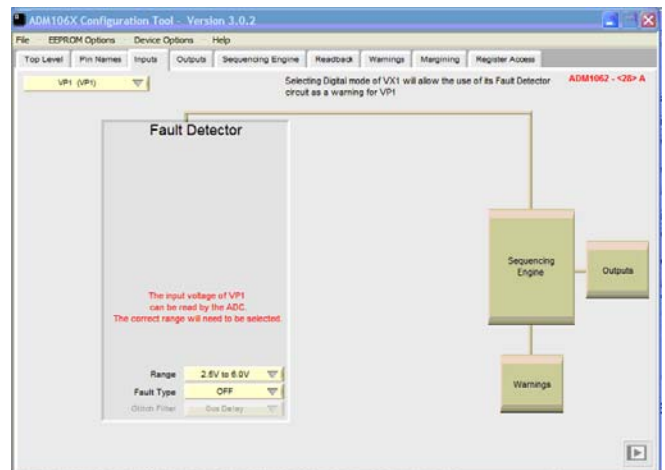 ADM106X Configuration Tool - Version 3.0.2
File EEPROM Options Device Options Help
Top Level Pin Names Inputs Outputs Sequencing Engine Readback Warnings Margining Register Access
VP1 (VP1)
Selecting Digital mode of VX1 will allow the use of its Fault Detector
circuit as a warning for VP1
ADM1062 - <28> A
Fault Detector
The input voltage of VP1
can be read by the ADC.
The correct range will need to be selected.
Sequencing
Engine
Outputs
Warnings
Range 2.5V to 6.0V
Fault Type OFF
Glitch Filter 0us Delay